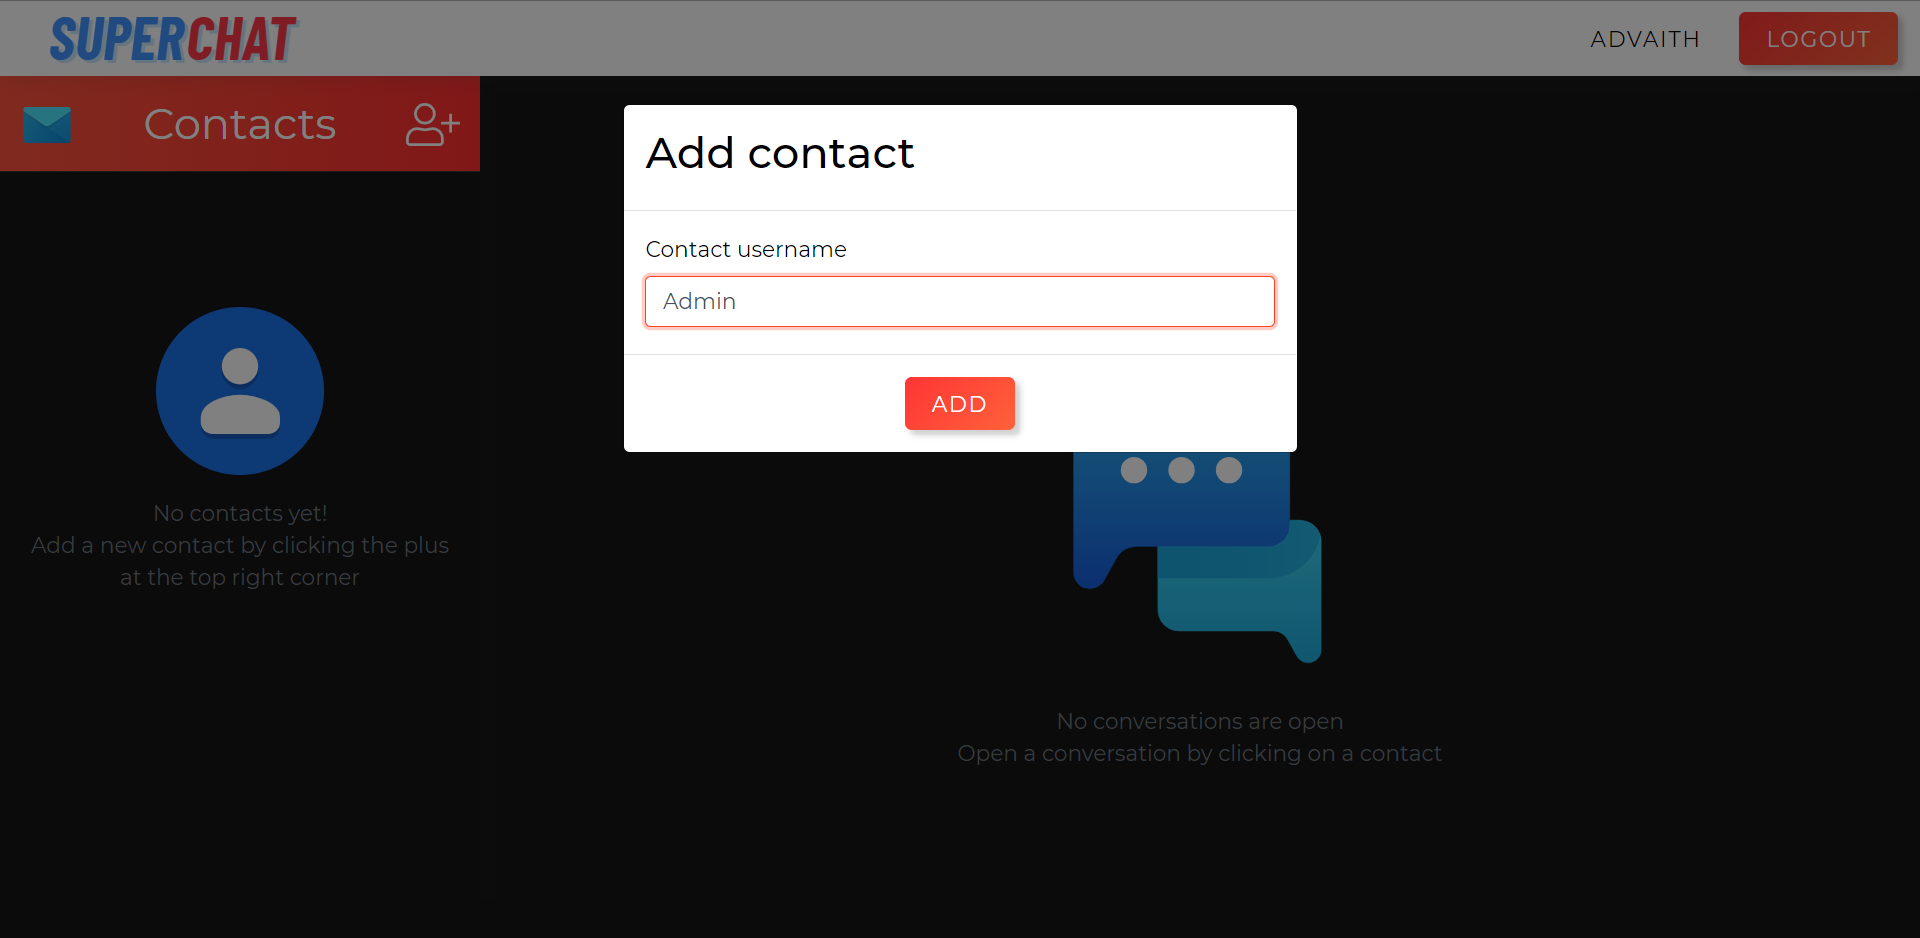 SUPERCHAT
ADVAITH
LOGOUT
Contacts
Add contact
Contact username
Admin
ADD
No contacts yet!
Add a new contact by clicking the plus
at the top right corner
No conversations are open
Open a conversation by clicking on a contact